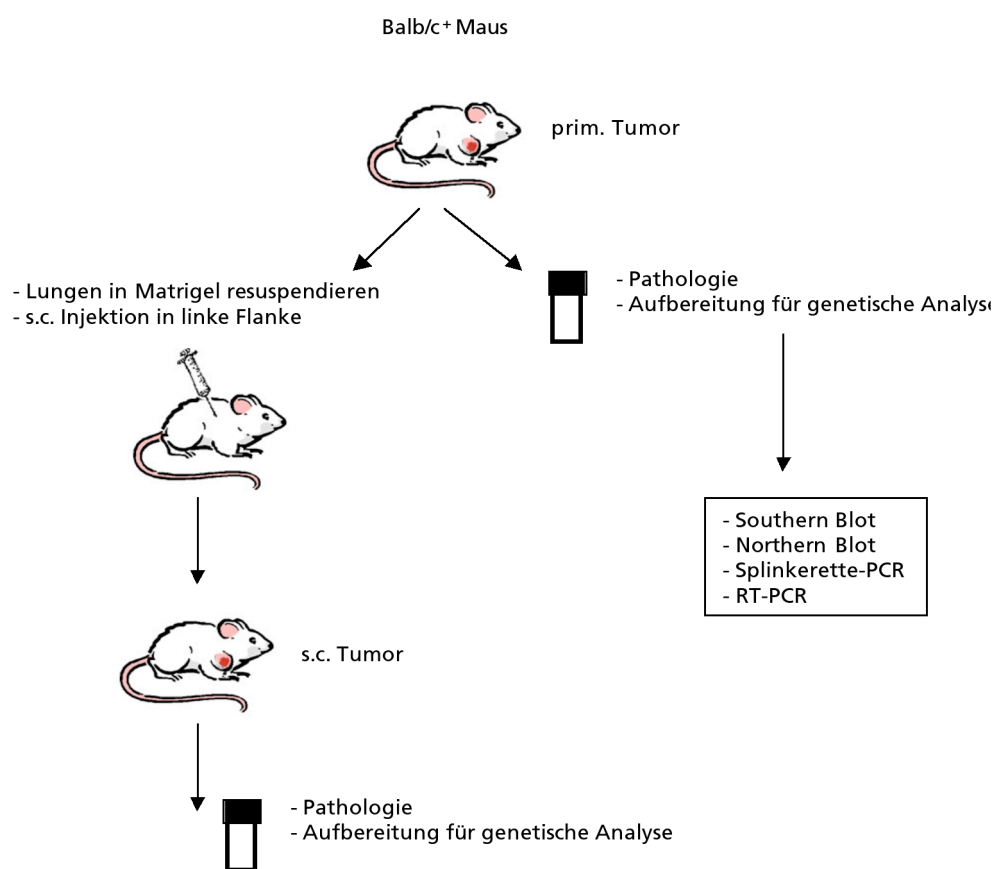 Balb/c+ Maus
prim. Tumor
- Lungen in Matrigel resuspendieren
- s.c. Injektion in linke Flanke
- Pathologie
- Aufbereitung für genetische Analyse
- Southern Blot
- Northern Blot
- Splinkerette-PCR
- RT-PCR
s.c. Tumor
- Pathologie
- Aufbereitung für genetische Analyse